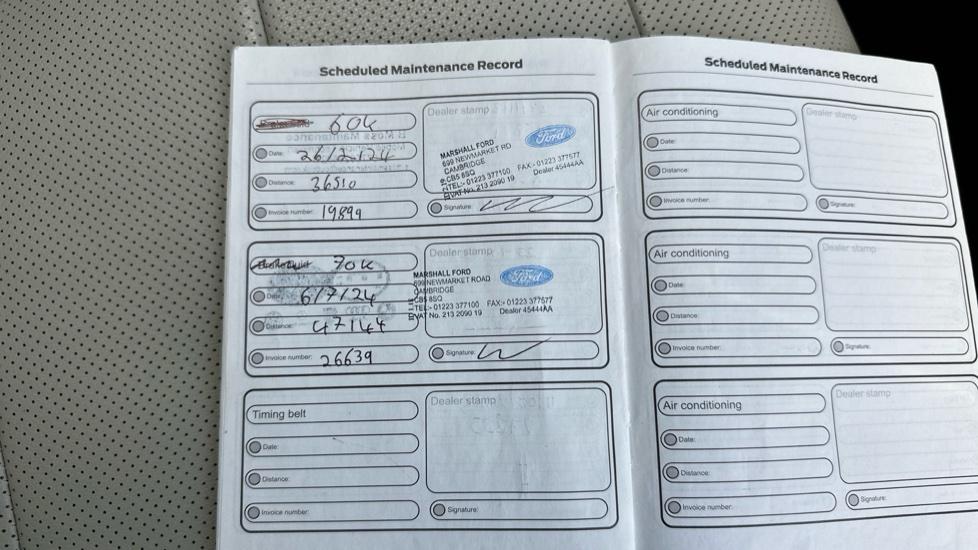 Scheduled Maintenance Record
60k
Date: 26/2/24
Distance: 36510
Invoice number: 19899
Dealer stamp
MARSHALL FORD
699 NEWMARKET RD
CAMBRIDGE
CB5 8SQ
TEL:- 01223 377100 FAX:- 01223 377677
VAT No. 213 2090 19 Dealer 45444AA
Ford
Signature:
70k
Date: 6/7/24
Distance: 47144
Invoice number: 26639
Dealer stamp
MARSHALL FORD
699 NEWMARKET ROAD
CAMBRIDGE
CB5 8SQ
TEL:- 01223 377100 FAX:- 01223 377677
VAT No. 213 2090 19 Dealer 45444AA
Ford
Signature:
Timing belt
Date:
Distance:
Invoice number:
Dealer stamp
Signature:
Scheduled Maintenance Record
Air conditioning
Date:
Distance:
Invoice number:
Dealer stamp
Signature:
Air conditioning
Date:
Distance:
Invoice number:
Dealer stamp
Signature:
Air conditioning
Date:
Distance:
Invoice number:
Dealer stamp
Signature: